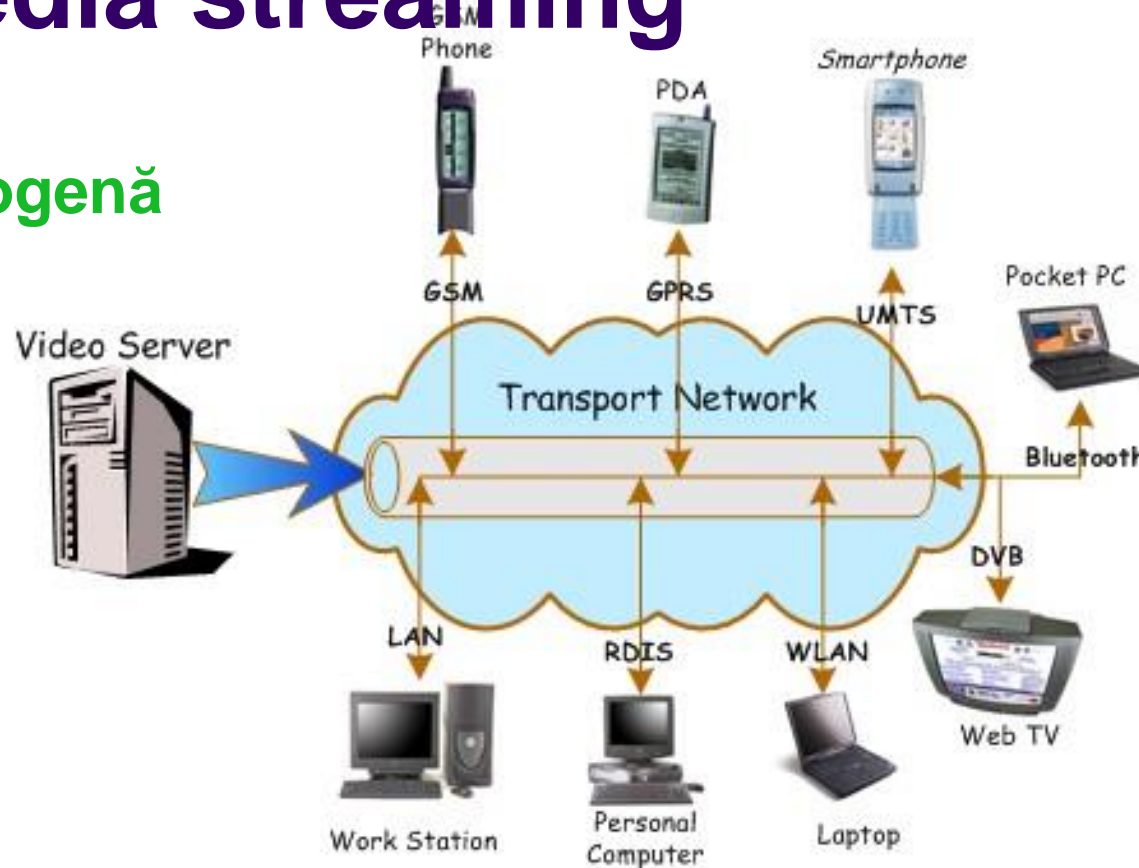 edia streaming
GSM
Phone
Smartphone
PDA
ogenă
GSM
GPRS
UMTS
Pocket PC
Video Server
Transport Network
Bluetooth
DVB
LAN
RDIS
WLAN
Web TV
Work Station
Personal
Computer
Laptop